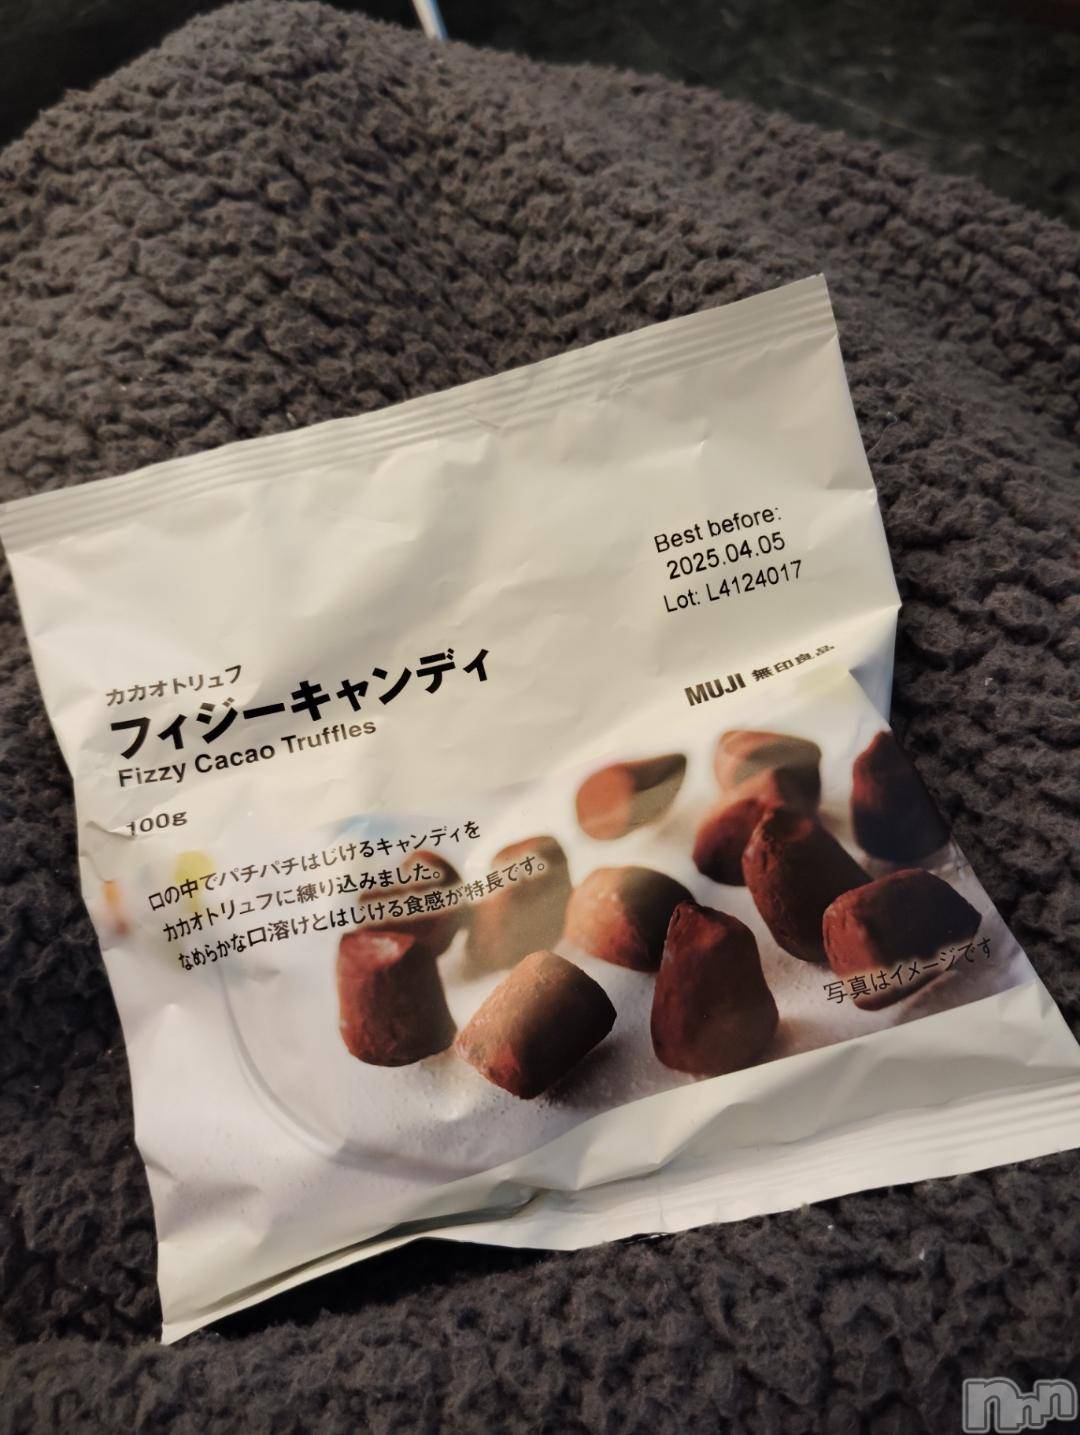 Best before:
2025.04.05
Lot: L4124017
カカオトリュフ
フィジーキャンディ
Fizzy Cacao Truffles
100g
MUJI 無印良品
口の中でパチパチはじけるキャンディを
カカオトリュフに練り込みました。
なめらかな口溶けとはじける食感が特長です。
写真はイメージです
nnn